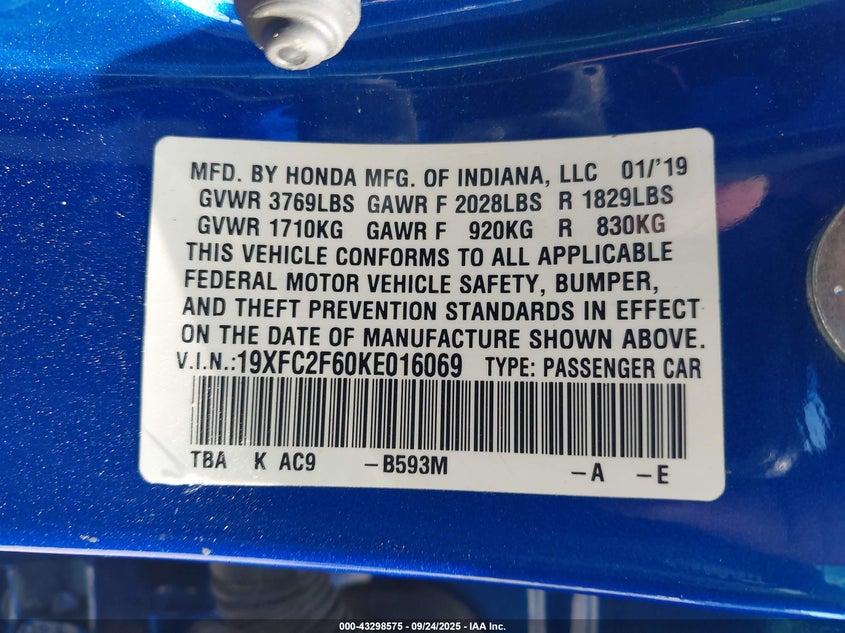 MFD. BY HONDA MFG. OF INDIANA, LLC 01/'19
GVWR 3769LBS GAWR F 2028LBS R 1829LBS
GVWR 1710KG GAWR F 920KG R 830KG
THIS VEHICLE CONFORMS TO ALL APPLICABLE
FEDERAL MOTOR VEHICLE SAFETY, BUMPER,
AND THEFT PREVENTION STANDARDS IN EFFECT
ON THE DATE OF MANUFACTURE SHOWN ABOVE.
V.I.N.:19XFC2F60KE016069 TYPE: PASSENGER CAR
TBA K AC9 -B593M -A -E
000-43298575 - 09/24/2025 - IAA Inc.